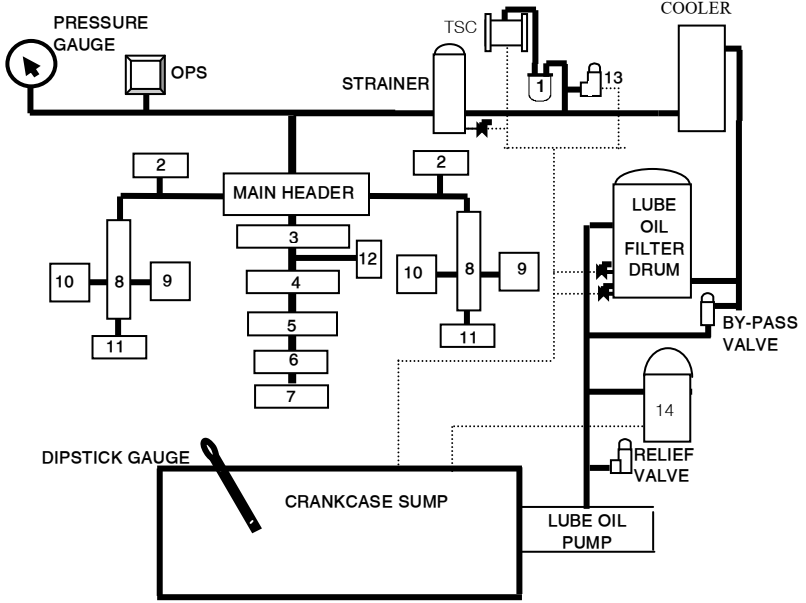 COOLER
PRESSURE
GAUGE
TSC
OPS
STRAINER
1
13
2
2
MAIN HEADER
LUBE
OIL
FILTER
DRUM
3
12
10
8
9
4
10
8
9
5
11
11
6
7
BY-PASS
VALVE
14
DIPSTICK GAUGE
RELIEF
VALVE
CRANKCASE SUMP
LUBE OIL
PUMP